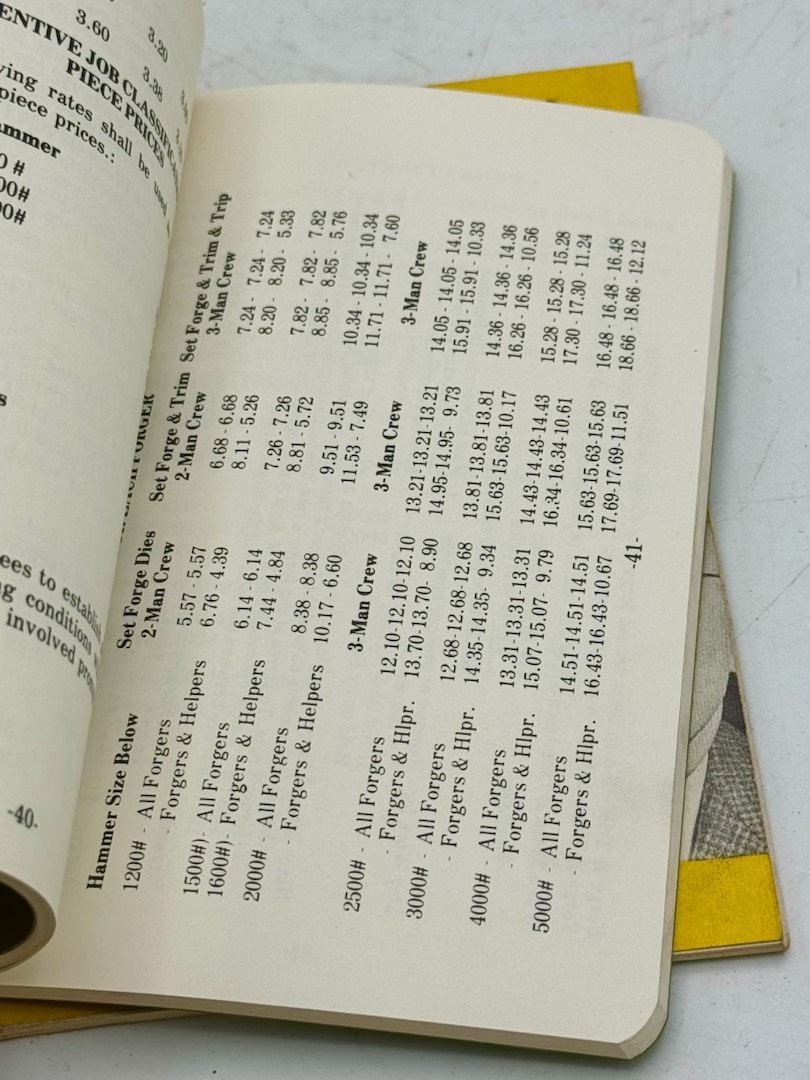 3.60 3.20
3.38
ENTIVE JOB CLASSIFICA
PIECE PRICES
ving rates shall be used
piece prices.:
ammer
0 #
00#
00#
ees to establis
g conditions
involved pro
-40-
Hammer Size Below Set Forge Dies Set Forge & Trim Set Forge & Trim & Trip
2-Man Crew 2-Man Crew 3-Man Crew
1200# - All Forgers 5.57 - 5.57 6.68 - 6.68 7.24 - 7.24 - 7.24
- Forgers & Helpers 6.76 - 4.39 8.11 - 5.26 8.20 - 8.20 - 5.33
1500#)- All Forgers 6.14 - 6.14 7.26 - 7.26 7.82 - 7.82 - 7.82
1600#)- Forgers & Helpers 7.44 - 4.84 8.81 - 5.72 8.85 - 8.85 - 5.76
2000# - All Forgers 8.38 - 8.38 9.51 - 9.51 10.34 - 10.34 - 10.34
- Forgers & Helpers 10.17 - 6.60 11.53 - 7.49 11.71 - 11.71 - 7.60
3-Man Crew 3-Man Crew 3-Man Crew
2500# - All Forgers 12.10-12.10-12.10 13.21-13.21-13.21 14.05 - 14.05 - 14.05
- Forgers & Hlpr. 13.70-13.70- 8.90 14.95-14.95- 9.73 15.91 - 15.91 - 10.33
3000# - All Forgers 12.68-12.68-12.68 13.81-13.81-13.81 14.36 - 14.36 - 14.36
- Forgers & Hlpr. 14.35-14.35- 9.34 15.63-15.63-10.17 16.26 - 16.26 - 10.56
4000# - All Forgers 13.31-13.31-13.31 14.43-14.43-14.43 15.28 - 15.28 - 15.28
- Forgers & Hlpr. 15.07-15.07- 9.79 16.34-16.34-10.61 17.30 - 17.30 - 11.24
5000# - All Forgers 14.51-14.51-14.51 15.63-15.63-15.63 16.48 - 16.48 - 16.48
- Forgers & Hlpr. 16.43-16.43-10.67 17.69-17.69-11.51 18.66 - 18.66 - 12.12
-41-